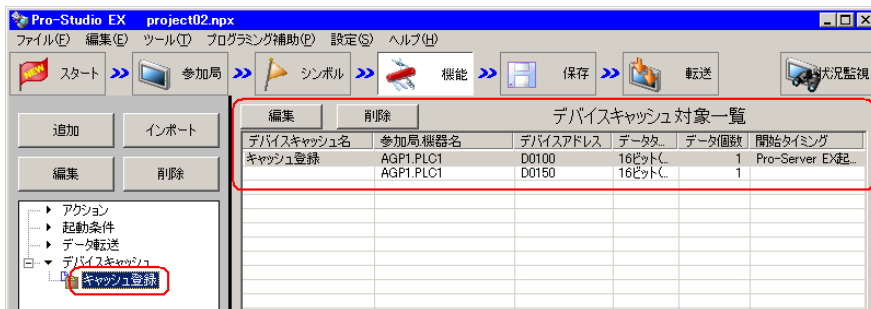 Pro-Studio EX project02.npx
ファイル(F) 編集(E) ツール(T) プログラミング補助(P) 設定(S) ヘルプ(H)
NEW スタート 参加局 シンボル 機能 保存 転送 状況監視
追加 インポート
編集 削除
アクション
起動条件
データ転送
デバイスキャッシュ
キャッシュ登録
編集 削除 デバイスキャッシュ対象一覧
デバイスキャッシュ名 参加局.機器名 デバイスアドレス データタ... データ個数 開始タイミング
キャッシュ登録 AGP1.PLC1 D0100 16ビット(... 1 Pro-Server EX起...
AGP1.PLC1 D0150 16ビット(... 1